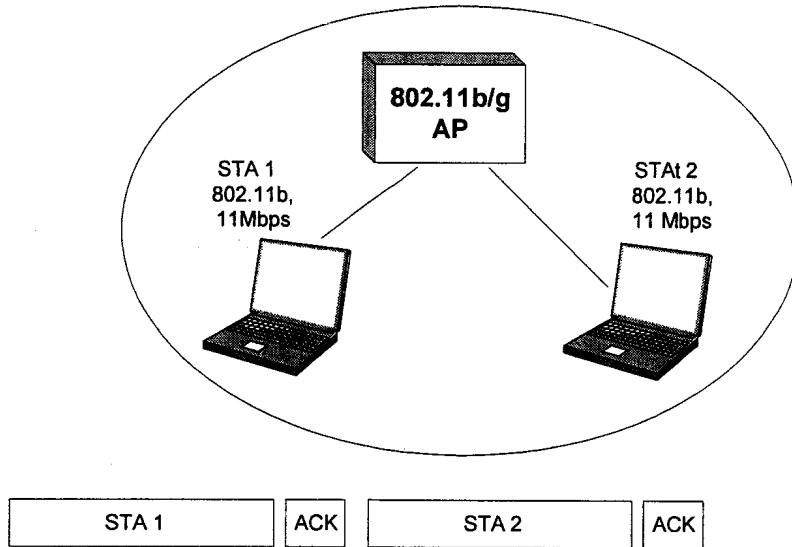 802.11b/g
AP
STA 1
802.11b,
11Mbps
STAt 2
802.11b,
11 Mbps
STA 1
ACK
STA 2
ACK